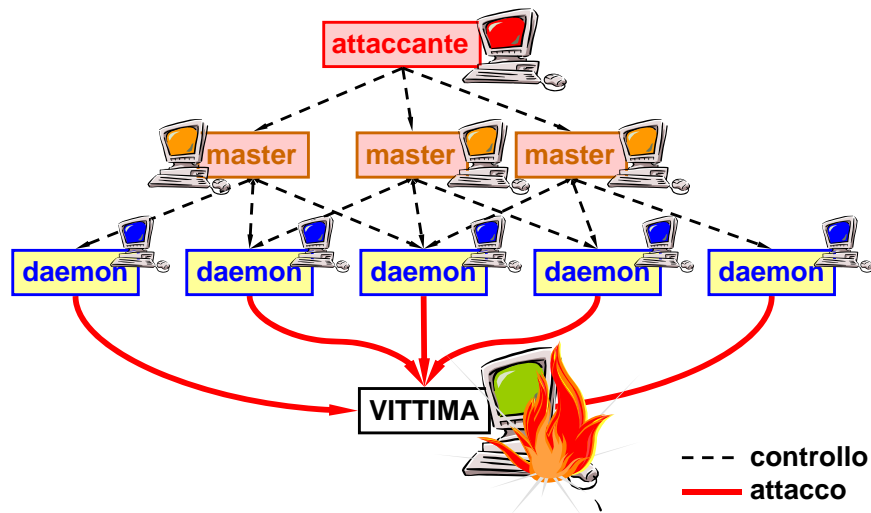 attaccante
master master master
daemon daemon daemon daemon daemon
VITTIMA
controllo
attacco